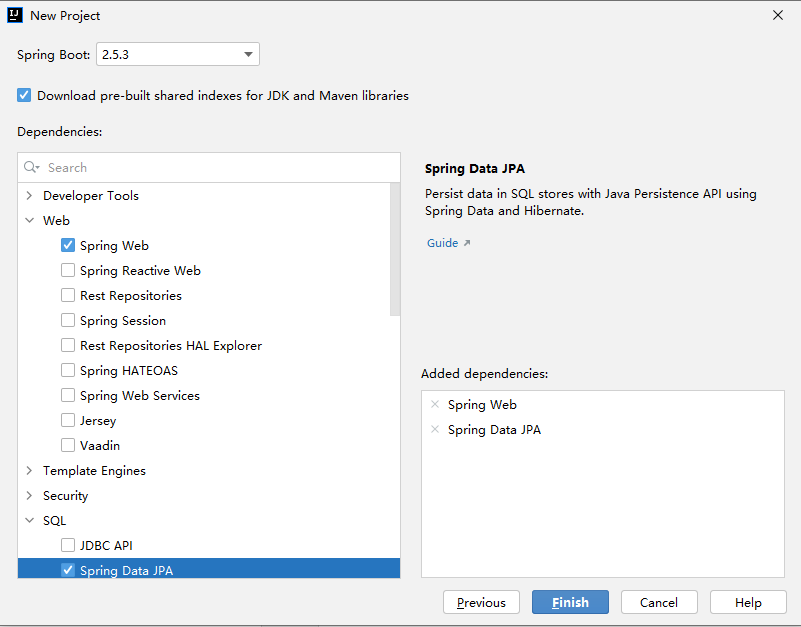 New Project
Spring Boot: 2.5.3
Download pre-built shared indexes for JDK and Maven libraries
Dependencies:
Search
Developer Tools
Web
Spring Web
Spring Reactive Web
Rest Repositories
Spring Session
Rest Repositories HAL Explorer
Spring HATEOAS
Spring Web Services
Jersey
Vaadin
Template Engines
Security
SQL
JDBC API
Spring Data JPA
Spring Data JPA
Persist data in SQL stores with Java Persistence API using
Spring Data and Hibernate.
Guide
Added dependencies:
Spring Web
Spring Data JPA
Previous
Finish
Cancel
Help